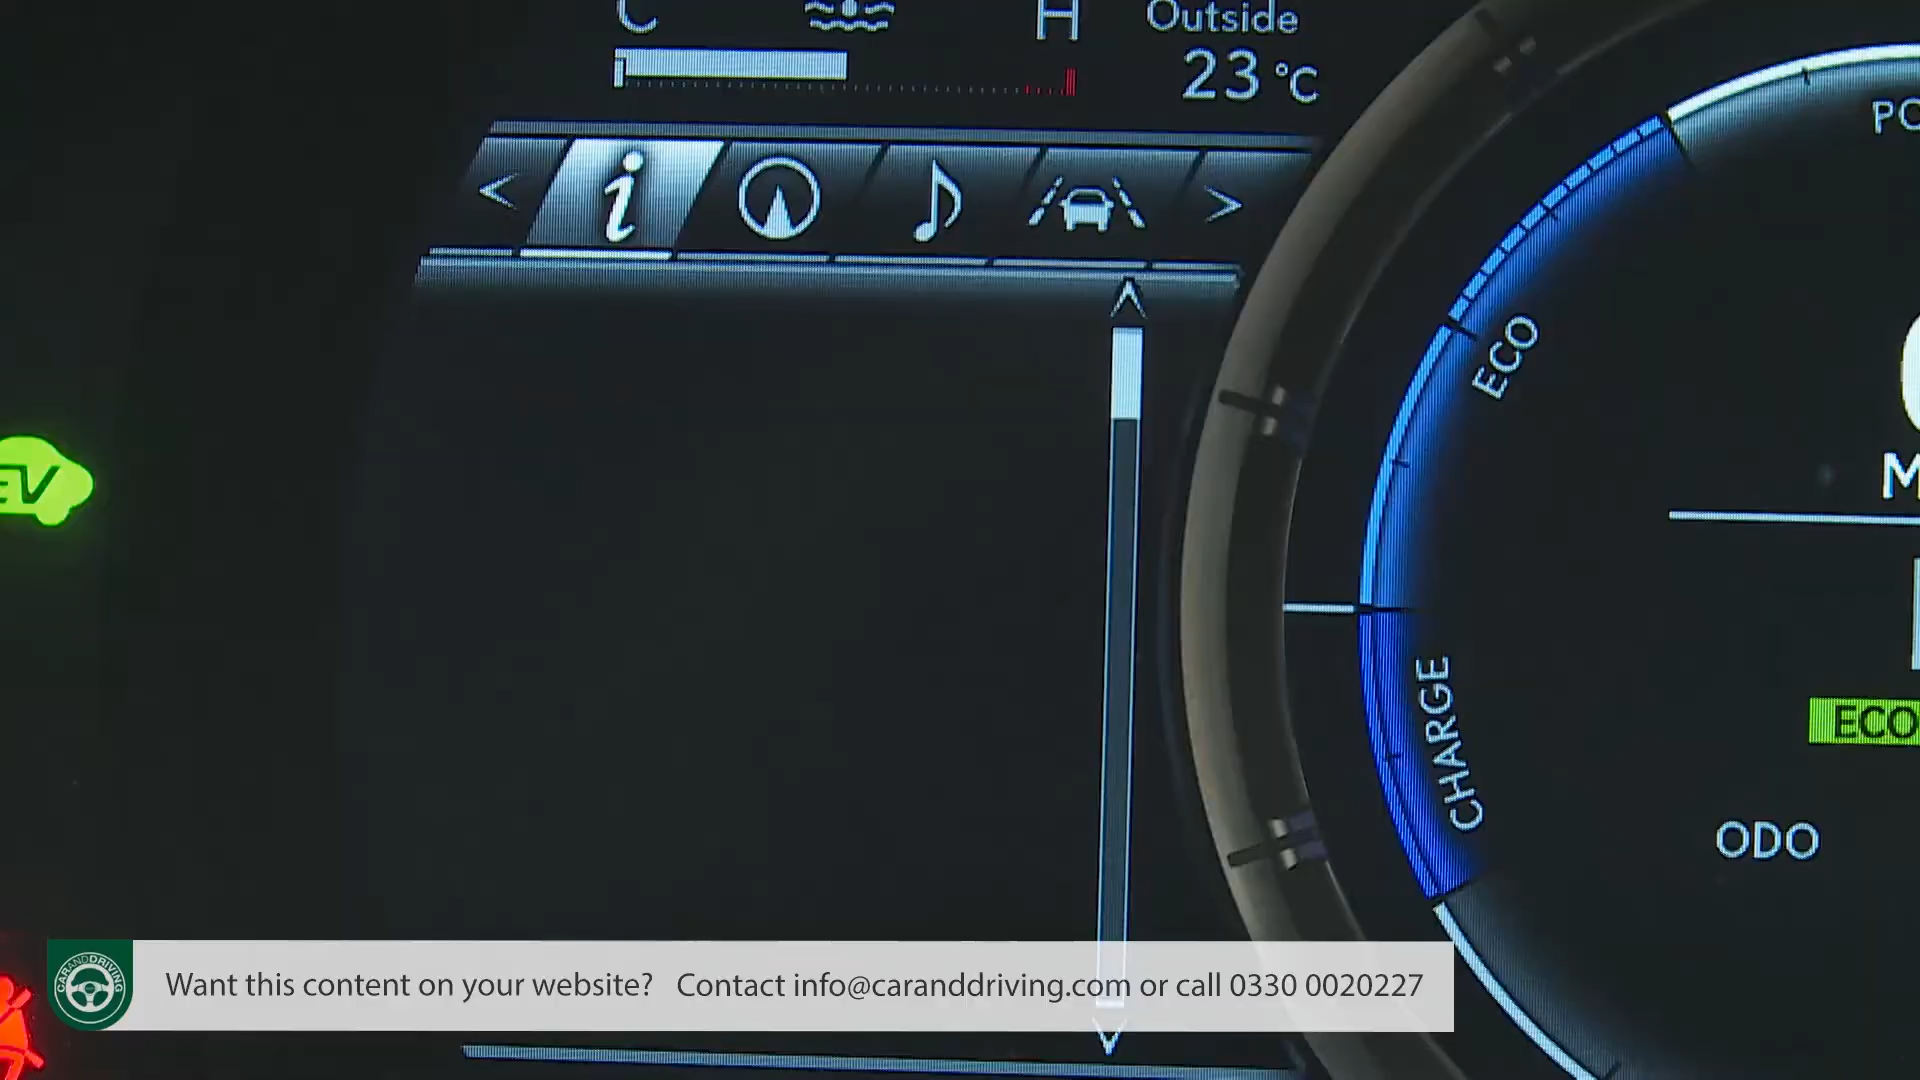 C H Outside
23 °C
i
ECO
EV
CHARGE
ECO
ODO
CARANDDRIVING
Want this content on your website? Contact info@caranddriving.com or call 0330 0020227